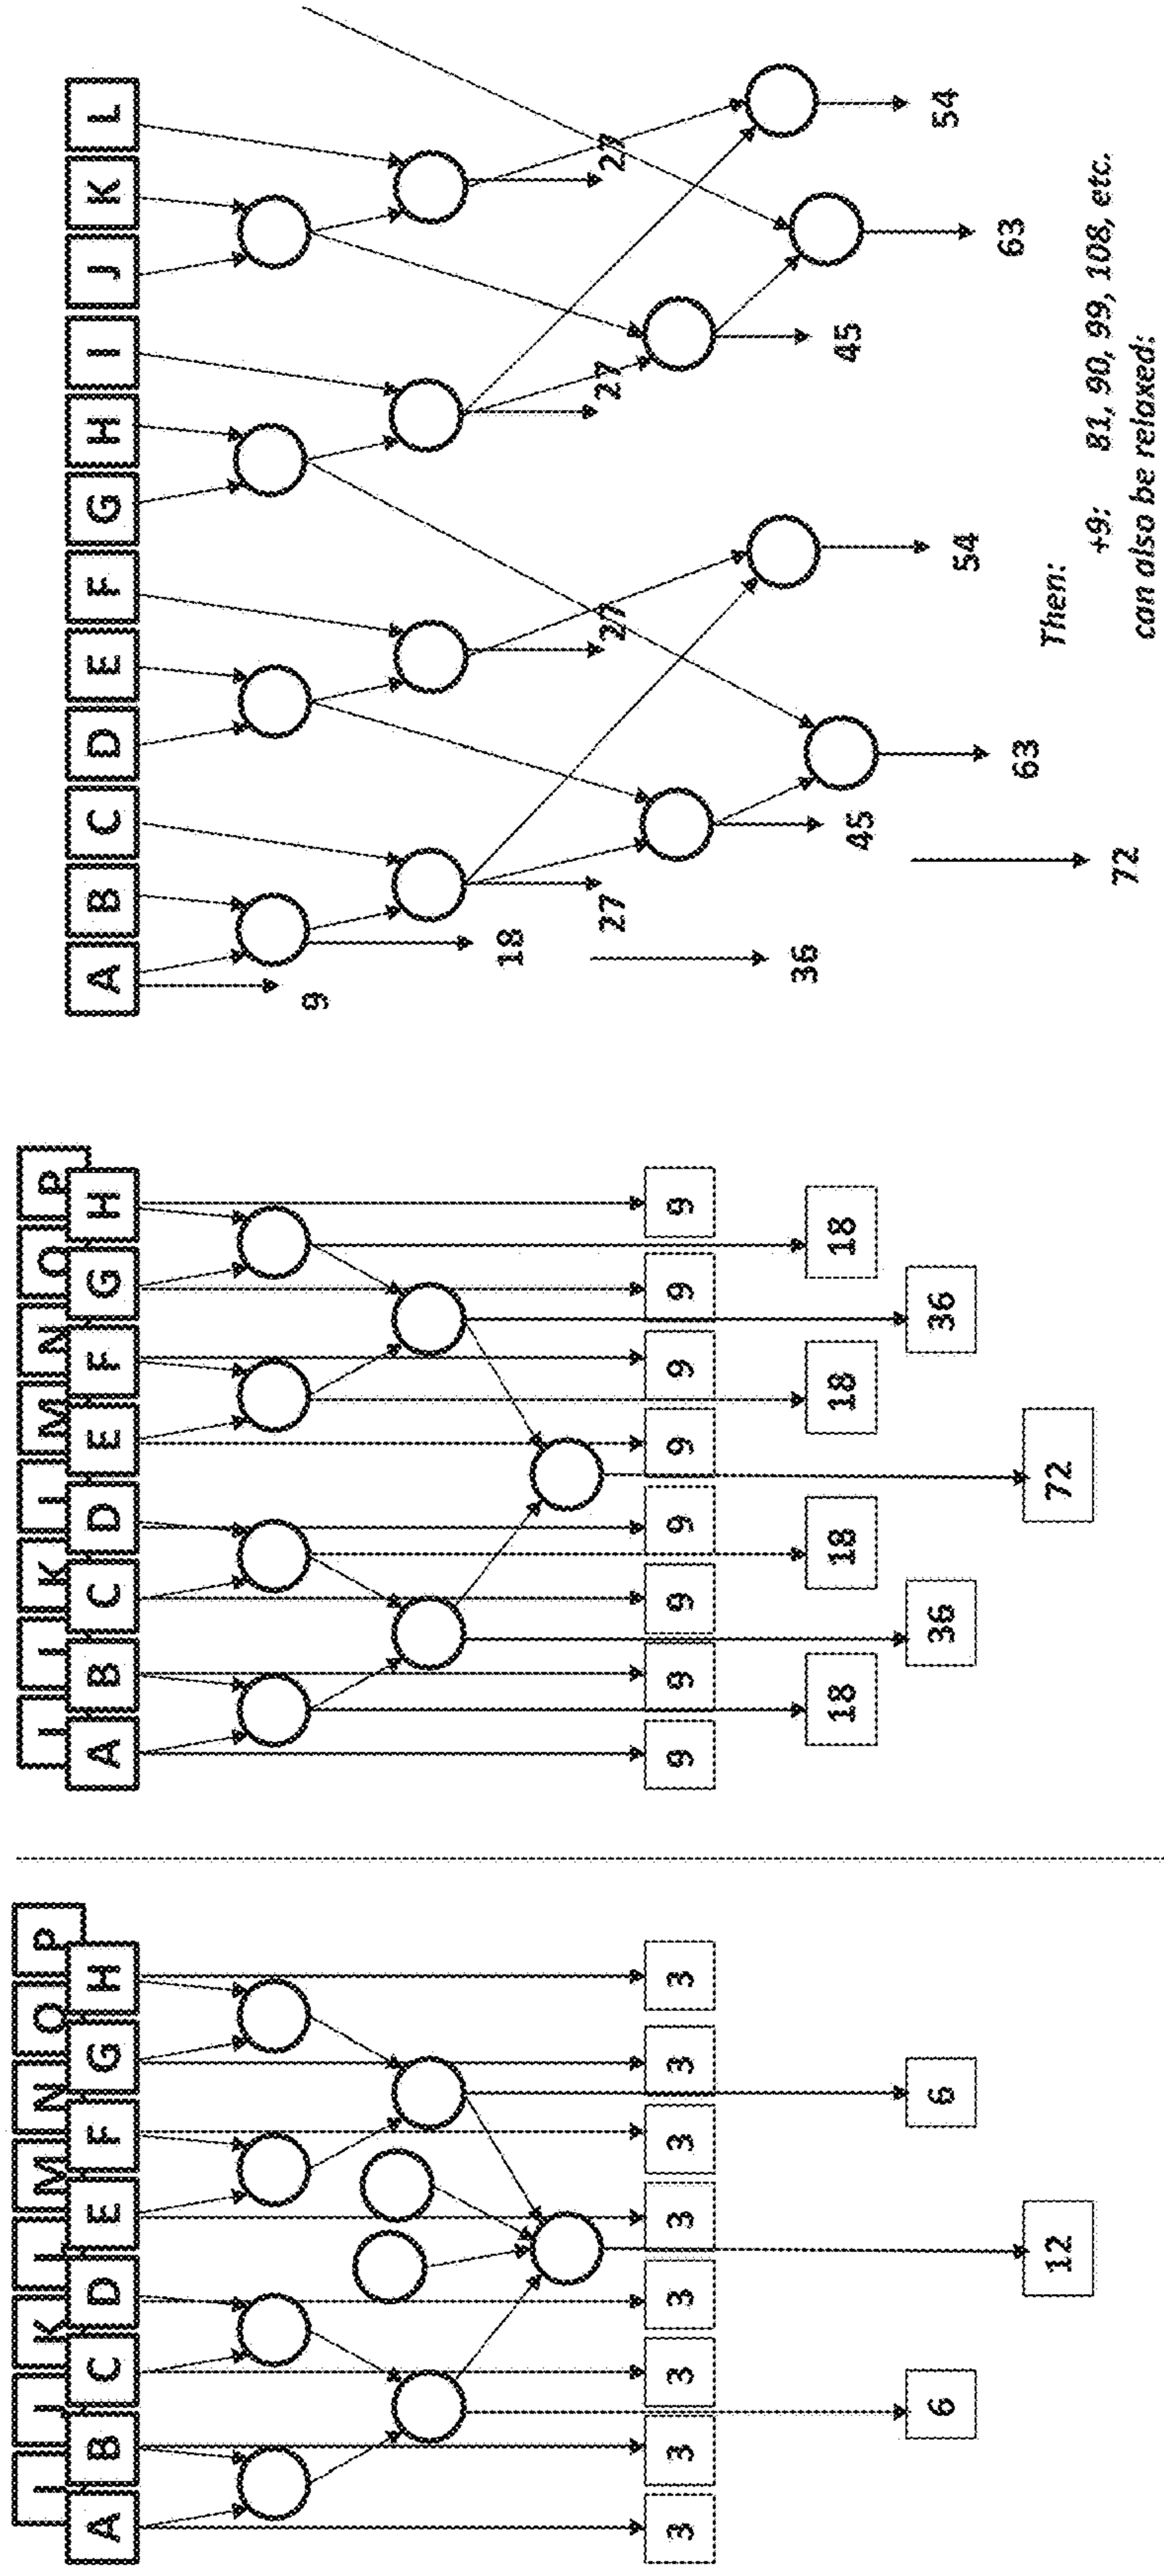 K M N O P
A B C D E F G H
3 3 3 3 3 3 3 3
6 6
12
K M N O P
A B C D E F G H
9 9 9 9 9 9 9 9
18 18 18 18
36 36
72
A B C D E F G H I J K L
9
18
27 27 27 27
36
45 45
54 54
63 63
72
Then:
+9: 81, 90, 99, 108, etc.
can also be relaxed: